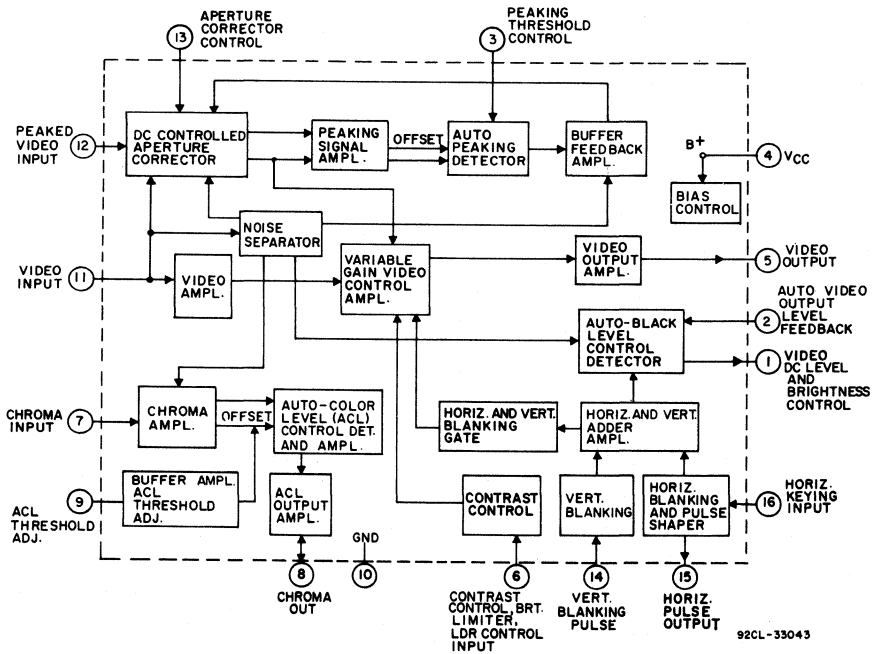 APERTURE
CORRECTOR
CONTROL
13
PEAKING
THRESHOLD
CONTROL
3
PEAKED
VIDEO
INPUT
12
DC CONTROLLED
APERTURE
CORRECTOR
PEAKING
SIGNAL
AMPL.
OFFSET
AUTO
PEAKING
DETECTOR
BUFFER
FEEDBACK
AMPL.
B+
4
VCC
BIAS
CONTROL
NOISE
SEPARATOR
VIDEO
INPUT
11
VIDEO
AMPL.
VARIABLE
GAIN VIDEO
CONTROL
AMPL.
VIDEO
OUTPUT
AMPL.
5
VIDEO
OUTPUT
AUTO-BLACK
LEVEL
CONTROL
DETECTOR
2
AUTO VIDEO
OUTPUT
LEVEL
FEEDBACK
1
VIDEO
DC LEVEL
AND
BRIGHTNESS
CONTROL
CHROMA
INPUT
7
CHROMA
AMPL.
OFFSET
AUTO-COLOR
LEVEL (ACL)
CONTROL DET.
AND AMPL.
HORIZ. AND VERT.
BLANKING
GATE
HORIZ. AND VERT.
ADDER
AMPL.
ACL
THRESHOLD
ADJ.
9
BUFFER AMPL.
ACL
THRESHOLD
ADJ.
ACL
OUTPUT
AMPL.
CONTRAST
CONTROL
VERT.
BLANKING
HORIZ.
BLANKING
AND PULSE
SHAPER
16
HORIZ.
KEYING
INPUT
GND
8
CHROMA
OUT
10
6
CONTRAST
CONTROL, BRT.
LIMITER,
LDR CONTROL
INPUT
14
VERT.
BLANKING
PULSE
15
HORIZ.
PULSE
OUTPUT
92CL-33043